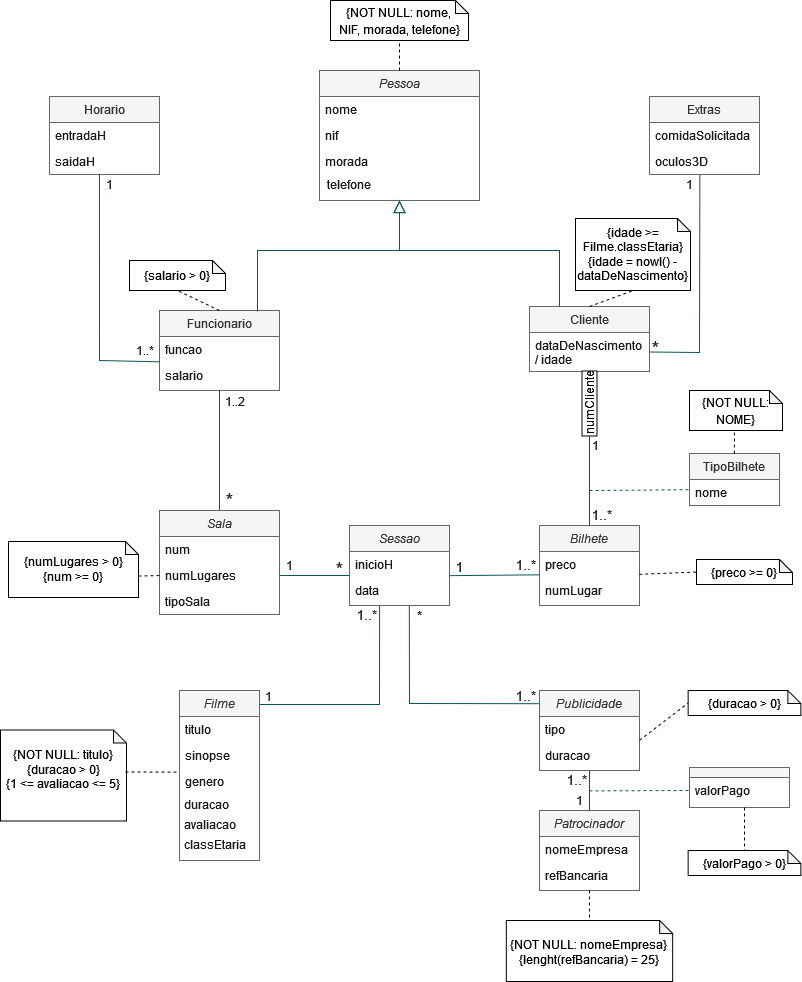 {NOT NULL: nome,
NIF, morada, telefone}
Pessoa
nome
nif
morada
telefone
Horario
entradaH
saidaH
1
Extras
comidaSolicitada
oculos3D
1
{idade >=
Filme.classEtaria}
{idade = nowl() -
dataDeNascimento}
{salario > 0}
Funcionario
funcao
salario
1..*
1..2
Cliente
dataDeNascimento
/ idade
*
numCliente
1
{NOT NULL:
NOME}
TipoBilhete
nome
1..*
*
Sala
num
numLugares
tipoSala
{numLugares > 0}
{num >= 0}
1
*
Sessao
inicioH
data
1
1..*
Bilhete
preco
numLugar
{preco >= 0}
1..*
*
1
Filme
titulo
sinopse
genero
duracao
avaliacao
classEtaria
{NOT NULL: titulo}
{duracao > 0}
{1 <= avaliacao <= 5}
1..*
Publicidade
tipo
duracao
{duracao > 0}
1..*
1
valorPago
{valorPago > 0}
Patrocinador
nomeEmpresa
refBancaria
{NOT NULL: nomeEmpresa}
{lenght(refBancaria) = 25}